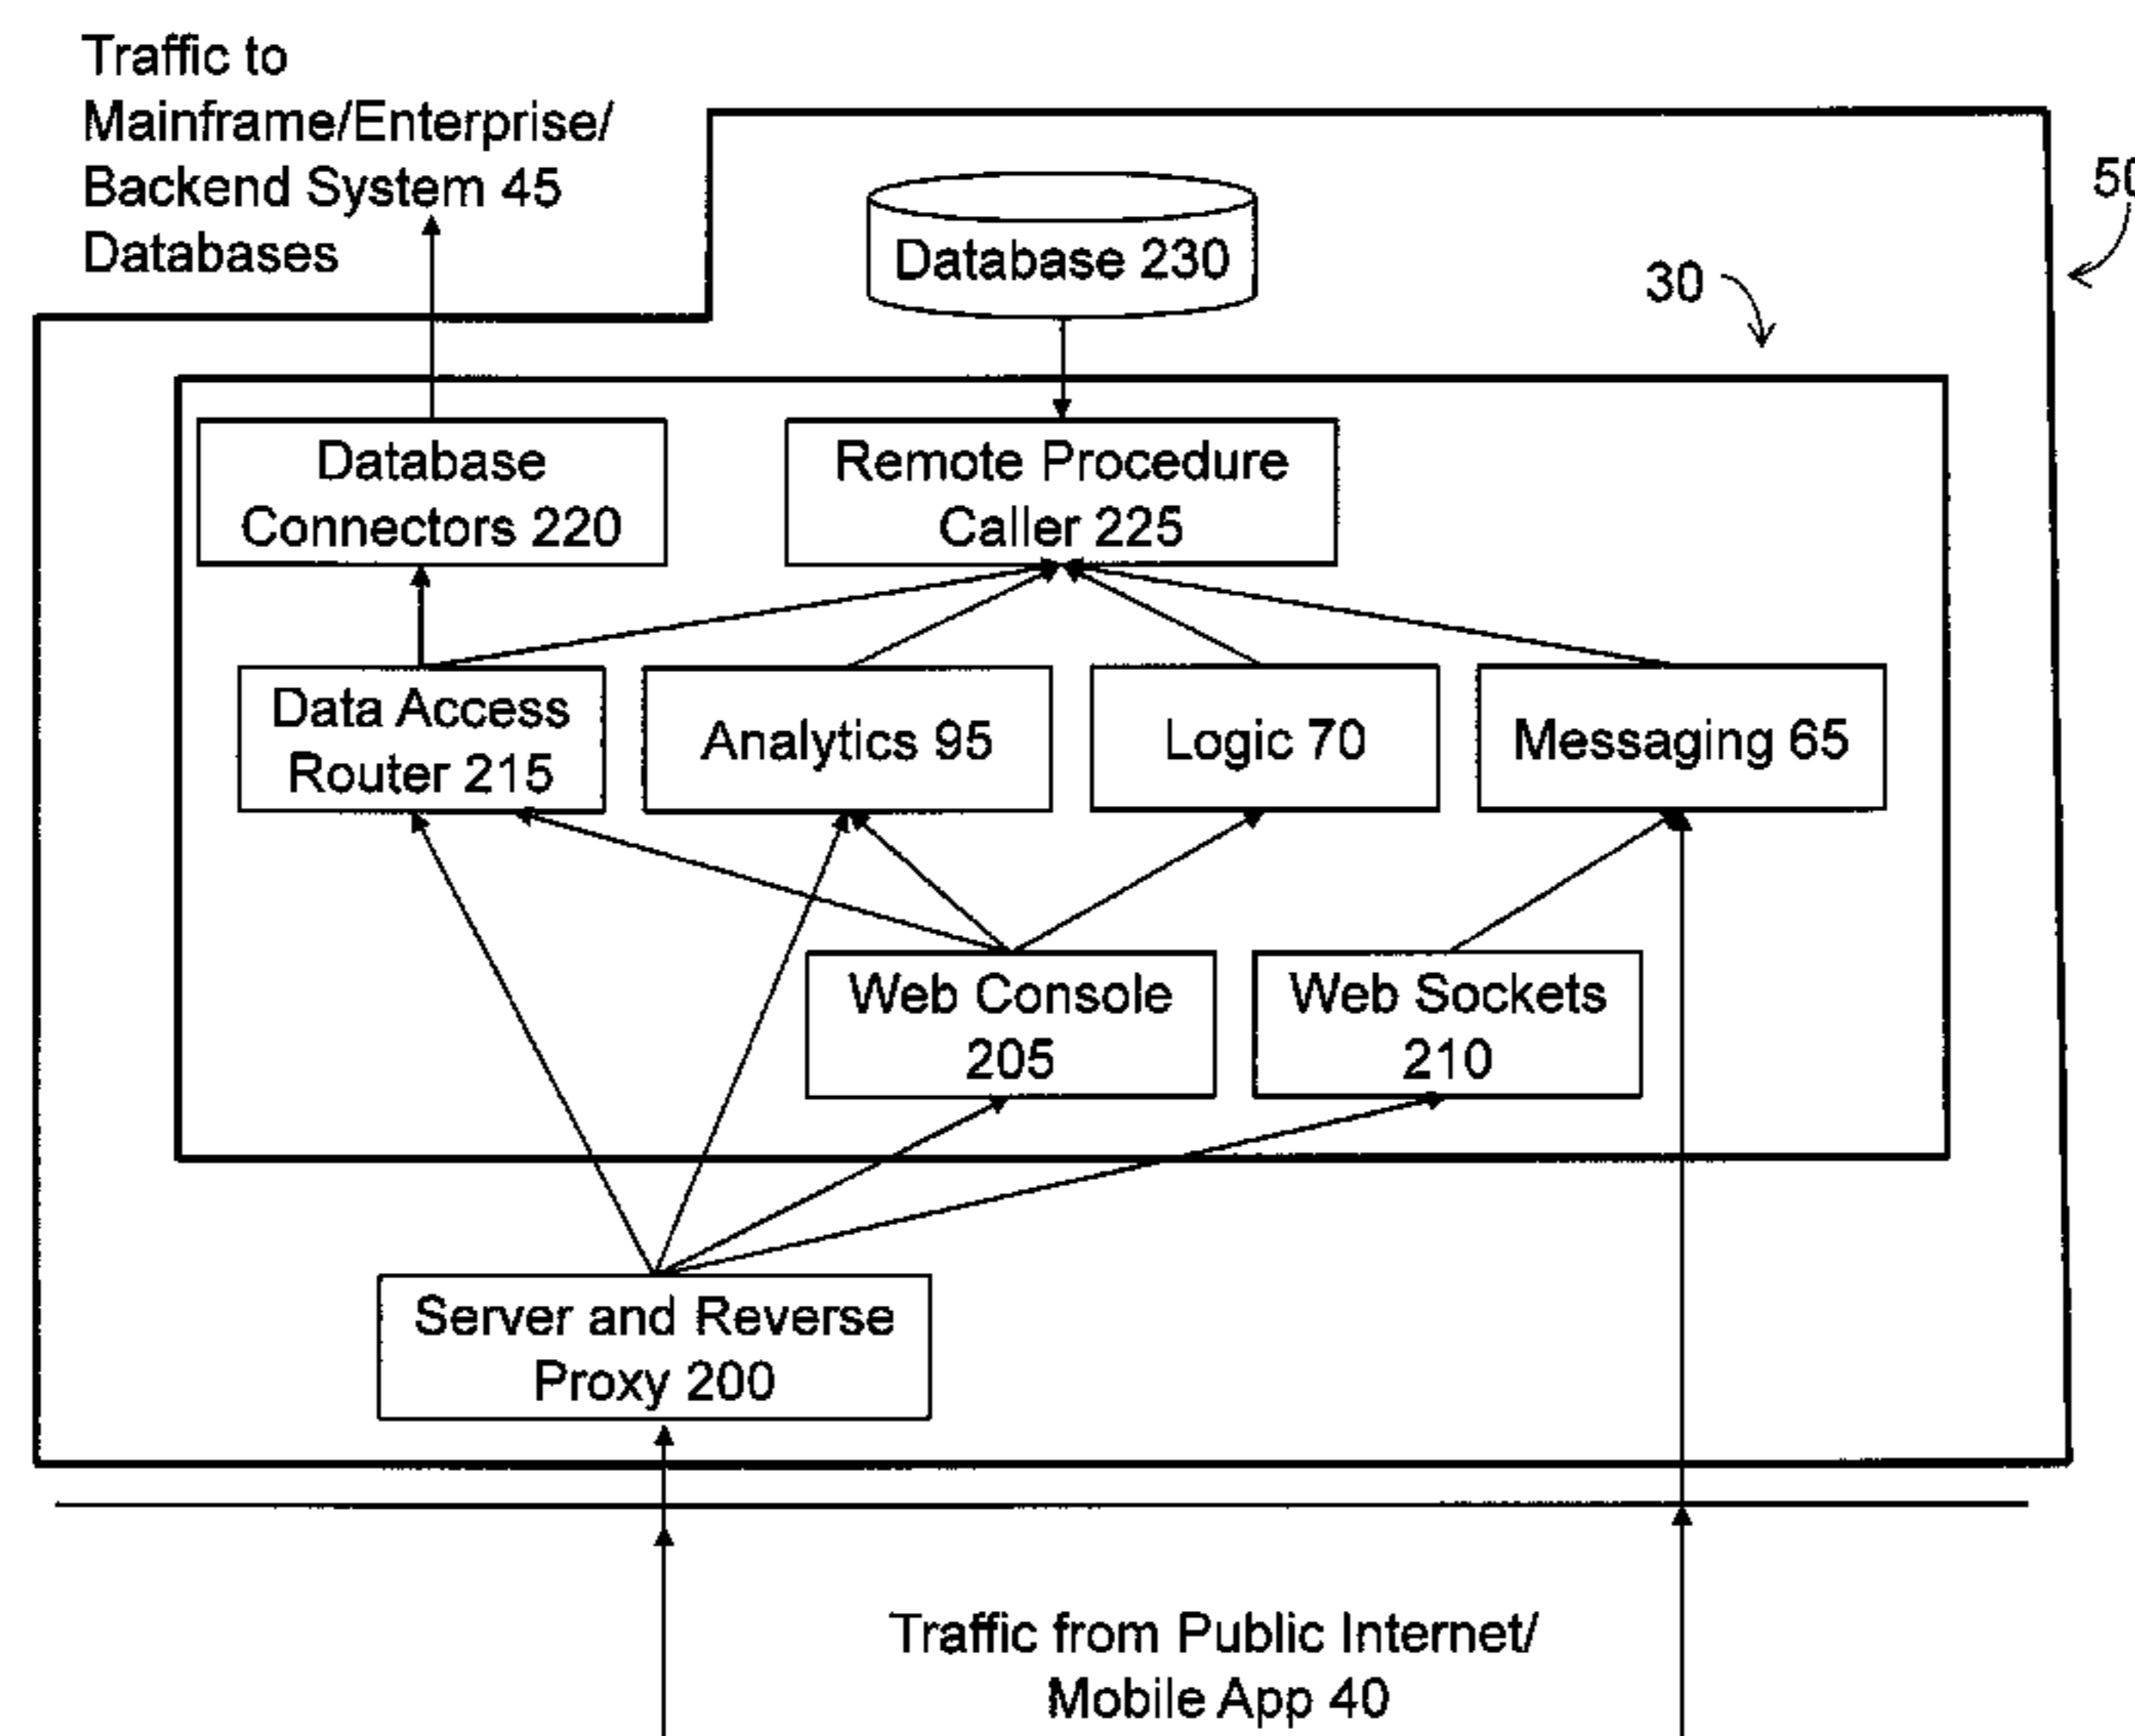 Traffic to
Mainframe/Enterprise/
Backend System 45
Databases
Database 230
50
30
Database
Connectors 220
Remote Procedure
Caller 225
Data Access
Router 215
Analytics 95
Logic 70
Messaging 65
Web Console
205
Web Sockets
210
Server and Reverse
Proxy 200
Traffic from Public Internet/
Mobile App 40